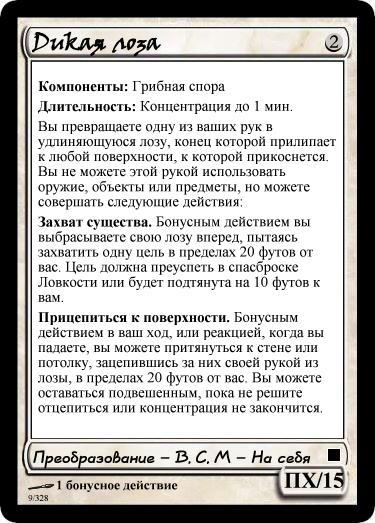 Дикая лоза
2
Компоненты: Грибная спора
Длительность: Концентрация до 1 мин.
Вы превращаете одну из ваших рук в
удлиняющуюся лозу, конец которой прилипает
к любой поверхности, к которой прикоснется.
Вы не можете этой рукой использовать
оружие, объекты или предметы, но можете
совершать следующие действия:
Захват существа. Бонусным действием вы
выбрасываете свою лозу вперед, пытаясь
захватить одну цель в пределах 20 футов от
вас. Цель должна преуспеть в спасброске
Ловкости или будет подтянута на 10 футов к
вам.
Прицепиться к поверхности. Бонусным
действием в ваш ход, или реакцией, когда вы
падаете, вы можете притянуться к стене или
потолку, зацепившись за них своей рукой из
лозы, в пределах 20 футов от вас. Вы можете
оставаться подвешенным, пока не решите
отцепиться или концентрация не закончится.
Преобразование – В, С, М – На себя
ПХ/15
1 бонусное действие
9/328